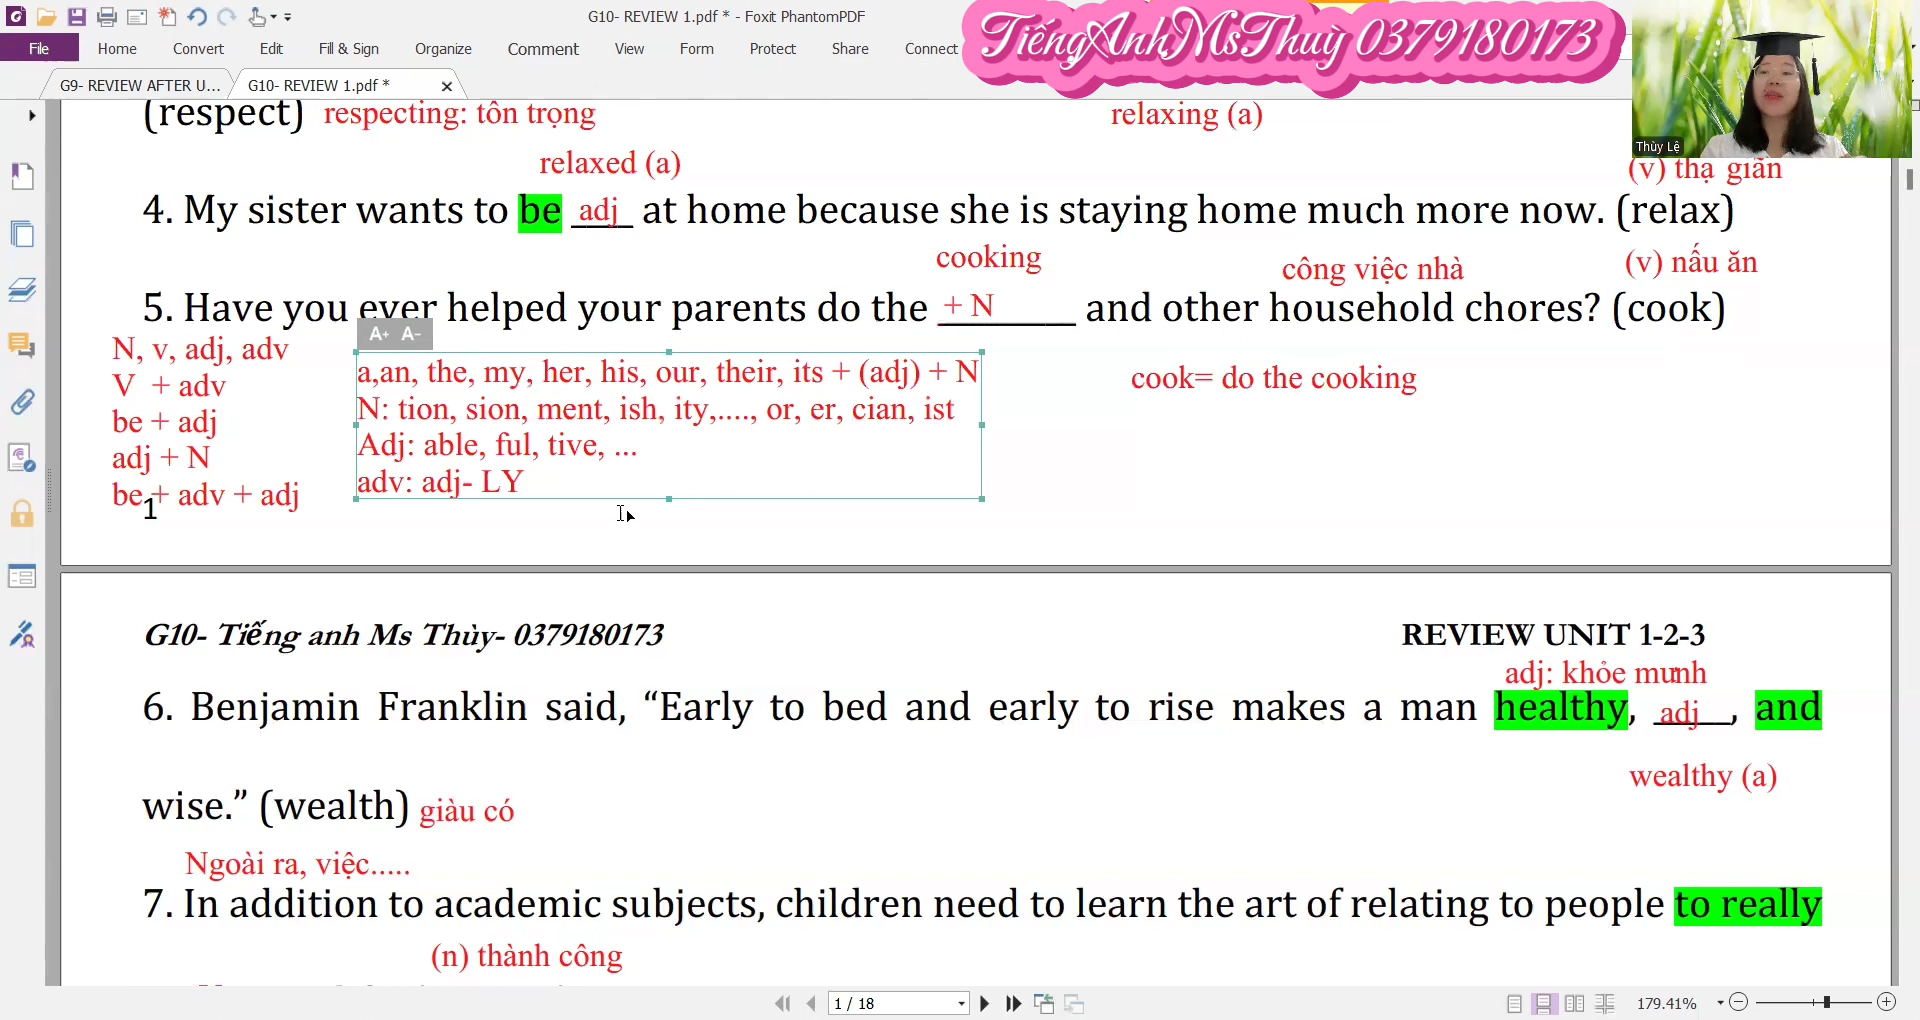 G10- REVIEW 1.pdf * - Foxit PhantomPDF
TiếngAnhMsThuỳ 0379180173
File Home Convert Edit Fill & Sign Organize Comment View Form Protect Share Connect
G9- REVIEW AFTER U... G10- REVIEW 1.pdf *
Thùy Lệ
(respect) respecting: tôn trọng relaxing (a)
relaxed (a) (v) thạ giãn
4. My sister wants to be adj at home because she is staying home much more now. (relax)
cooking công việc nhà (v) nấu ăn
5. Have you ever helped your parents do the + N and other household chores? (cook)
A+ A-
N, v, adj, adv
V + adv
be + adj
adj + N
be + adv + adj
1
a,an, the, my, her, his, our, their, its + (adj) + N
N: tion, sion, ment, ish, ity,...., or, er, cian, ist
Adj: able, ful, tive, ...
adv: adj- LY
cook= do the cooking
G10- Tiếng anh Ms Thùy- 0379180173 REVIEW UNIT 1-2-3
adj: khỏe mưnh
6. Benjamin Franklin said, “Early to bed and early to rise makes a man healthy, adj, and
wealthy (a)
wise.” (wealth) giàu có
Ngoài ra, việc.....
7. In addition to academic subjects, children need to learn the art of relating to people to really
(n) thành công
1 / 18 179.41%